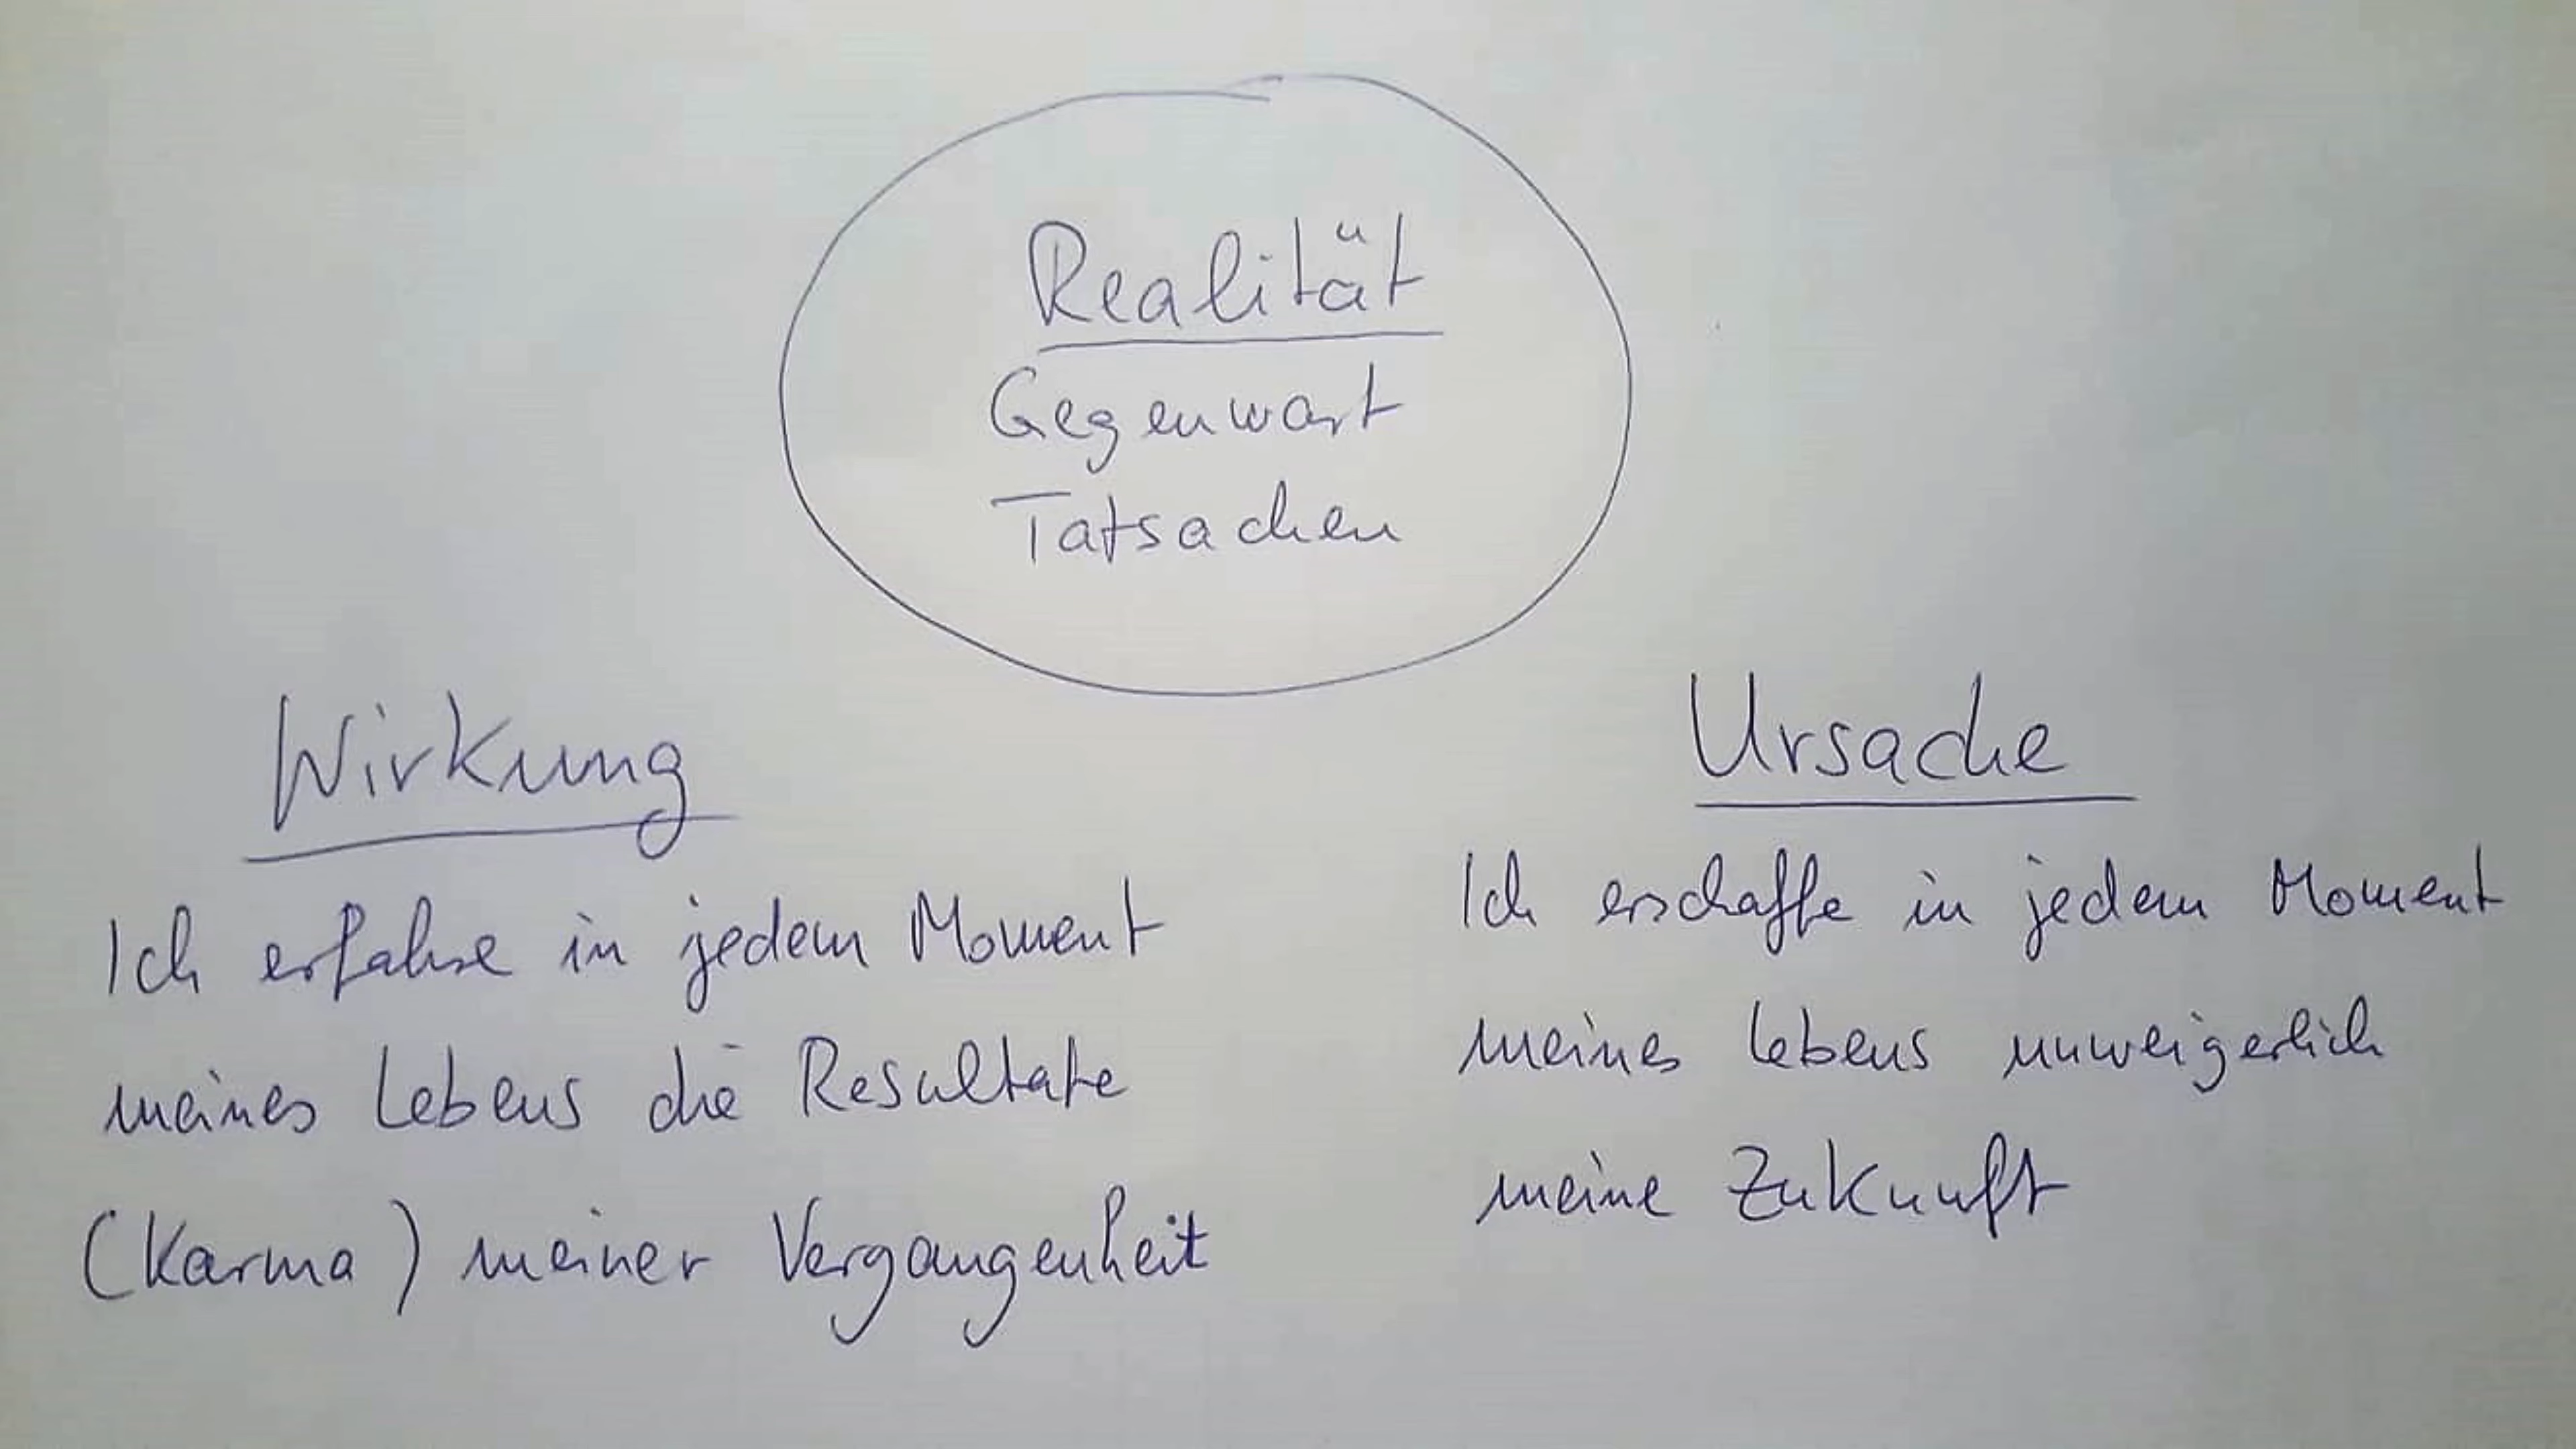 Realität
Gegenwart
Tatsachen
Wirkung
Ich erfahre in jedem Moment
meines Lebens die Resultate
(Karma) meiner Vergangenheit
Ursache
Ich erschaffe in jedem Moment
meines Lebens unweigerlich
meine Zukunft